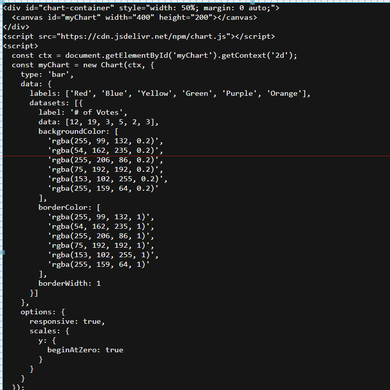 <div id="chart-container" style="width: 50%; margin: 0 auto;">
<canvas id="myChart" width="400" height="200"></canvas>
</div>
<script src="https://cdn.jsdelivr.net/npm/chart.js"></script>
<script>
const ctx = document.getElementById('myChart').getContext('2d');
const myChart = new Chart(ctx, {
type: 'bar',
data: {
labels: ['Red', 'Blue', 'Yellow', 'Green', 'Purple', 'Orange'],
datasets: [{
label: '# of Votes',
data: [12, 19, 3, 5, 2, 3],
backgroundColor: [
'rgba(255, 99, 132, 0.2)',
'rgba(54, 162, 235, 0.2)',
'rgba(255, 206, 86, 0.2)',
'rgba(75, 192, 192, 0.2)',
'rgba(153, 102, 255, 0.2)',
'rgba(255, 159, 64, 0.2)'
],
borderColor: [
'rgba(255, 99, 132, 1)',
'rgba(54, 162, 235, 1)',
'rgba(255, 206, 86, 1)',
'rgba(75, 192, 192, 1)',
'rgba(153, 102, 255, 1)',
'rgba(255, 159, 64, 1)'
],
borderWidth: 1
}]
},
options: {
responsive: true,
scales: {
y: {
beginAtZero: true
}
}
}
});